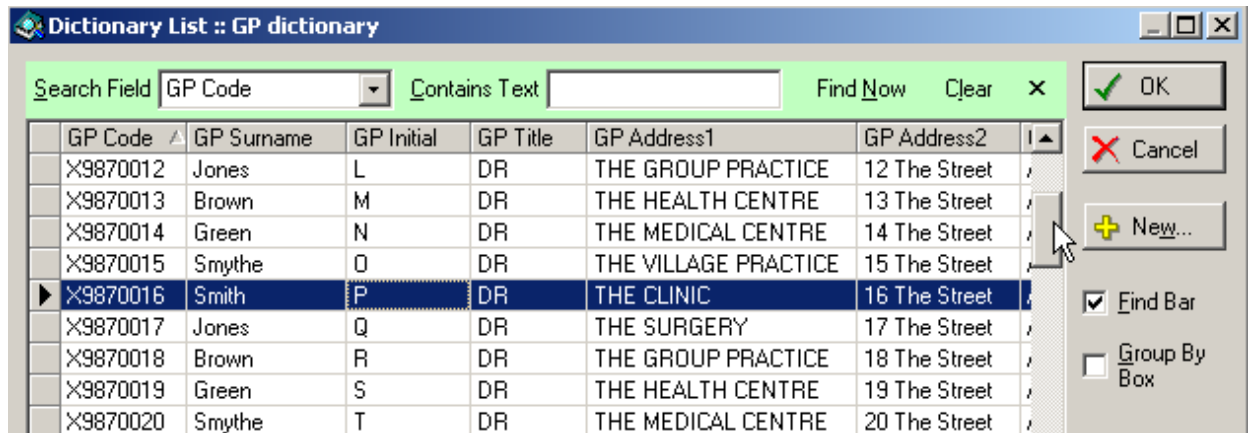 Dictionary List :: GP dictionary
Search Field GP Code Contains Text Find Now Clear × OK
GP Code GP Surname GP Initial GP Title GP Address1 GP Address2 Cancel
X9870012 Jones L DR THE GROUP PRACTICE 12 The Street
X9870013 Brown M DR THE HEALTH CENTRE 13 The Street
X9870014 Green N DR THE MEDICAL CENTRE 14 The Street New...
X9870015 Smythe O DR THE VILLAGE PRACTICE 15 The Street
X9870016 Smith P DR THE CLINIC 16 The Street Find Bar
X9870017 Jones Q DR THE SURGERY 17 The Street
X9870018 Brown R DR THE GROUP PRACTICE 18 The Street Group By
X9870019 Green S DR THE HEALTH CENTRE 19 The Street Box
X9870020 Smythe T DR THE MEDICAL CENTRE 20 The Street